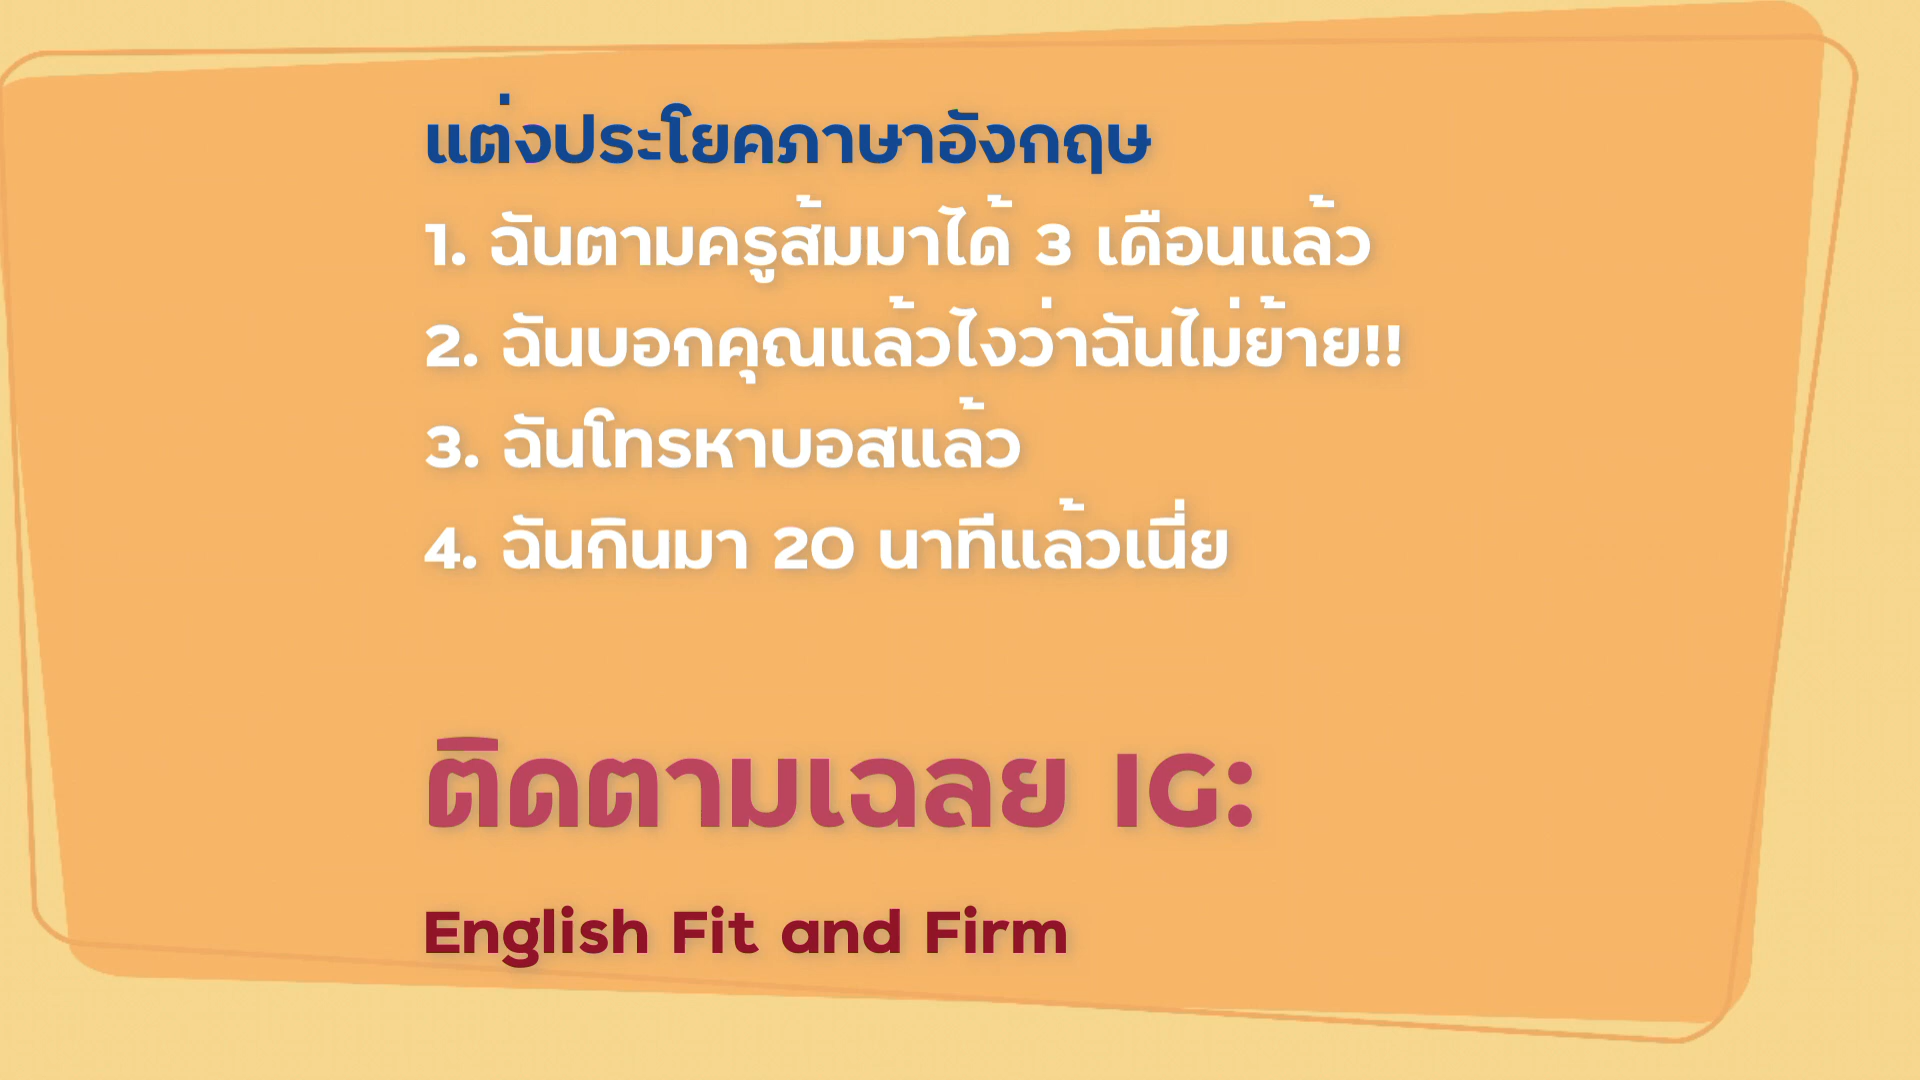 แต่งประโยคภาษาอังกฤษ
1. ฉันตามครูส้มมาได้ 3 เดือนแล้ว
2. ฉันบอกคุณแล้วไงว่าฉันไม่ย้าย!!
3. ฉันโทรหาบอสแล้ว
4. ฉันกินมา 20 นาทีแล้วเนี่ย
ติดตามเฉลย IG:
English Fit and Firm